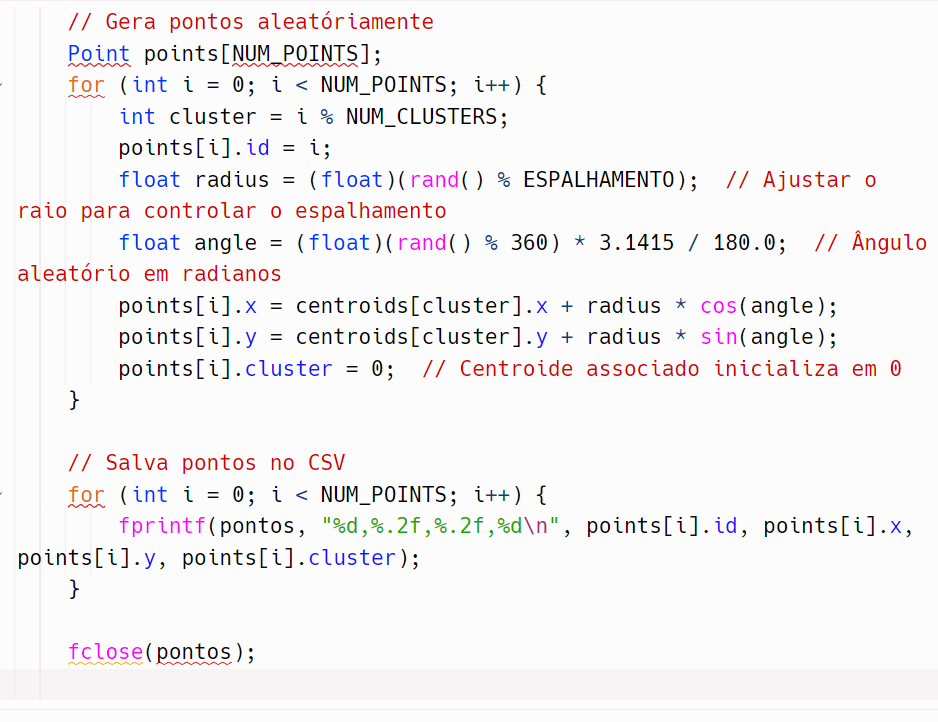 // Gera pontos aleatóriamente
Point points[NUM_POINTS];
for (int i = 0; i < NUM_POINTS; i++) {
int cluster = i % NUM_CLUSTERS;
points[i].id = i;
float radius = (float)(rand() % ESPALHAMENTO);  // Ajustar o
raio para controlar o espalhamento
float angle = (float)(rand() % 360) * 3.1415 / 180.0;  // Ângulo
aleatório em radianos
points[i].x = centroids[cluster].x + radius * cos(angle);
points[i].y = centroids[cluster].y + radius * sin(angle);
points[i].cluster = 0;  // Centroide associado inicializa em 0
}
// Salva pontos no CSV
for (int i = 0; i < NUM_POINTS; i++) {
fprintf(pontos, "%d,%.2f,%.2f,%d\n", points[i].id, points[i].x,
points[i].y, points[i].cluster);
}
fclose(pontos);